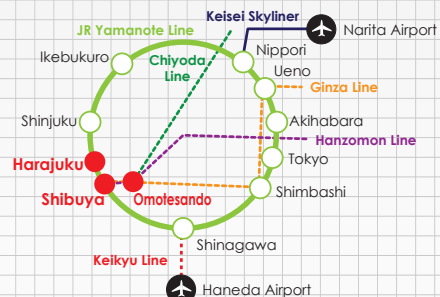 Keisei Skyliner
JR Yamanote Line
Narita Airport
Nippori
Ikebukuro
Chiyoda
Line
Ueno
Ginza Line
Shinjuku
Akihabara
Hanzomon Line
Tokyo
Harajuku
Shibuya
Omotesando
Shimbashi
Shinagawa
Keikyu Line
Haneda Airport